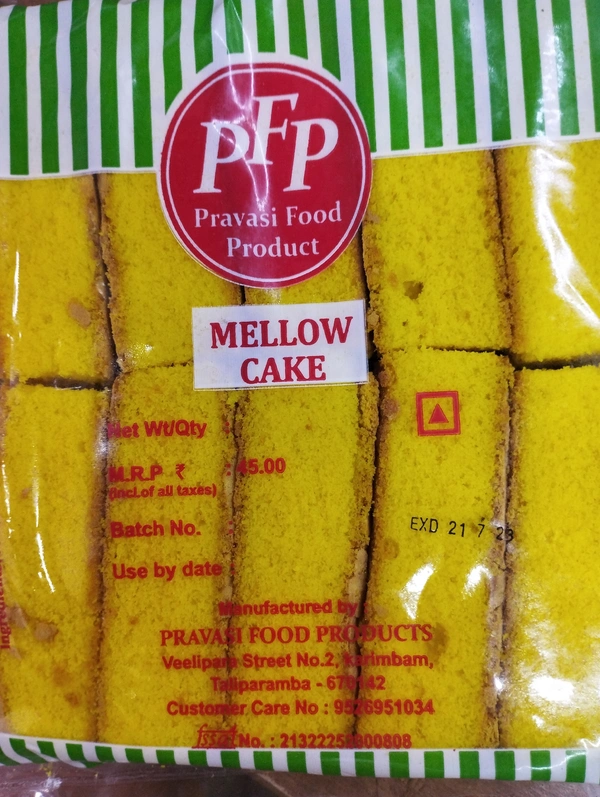 PFP
Pravasi Food
Product
MELLOW
CAKE
Net Wt/Qty :
M.R.P ₹ : 45.00
(incl.of all taxes)
EXD 21 7 23
Batch No.
Use by date
Manufactured by
PRAVASI FOOD PRODUCTS
Veelipara Street No.2, Karimbam,
Taliparamba - 670142
Customer Care No : 9526951034
fssai No. :